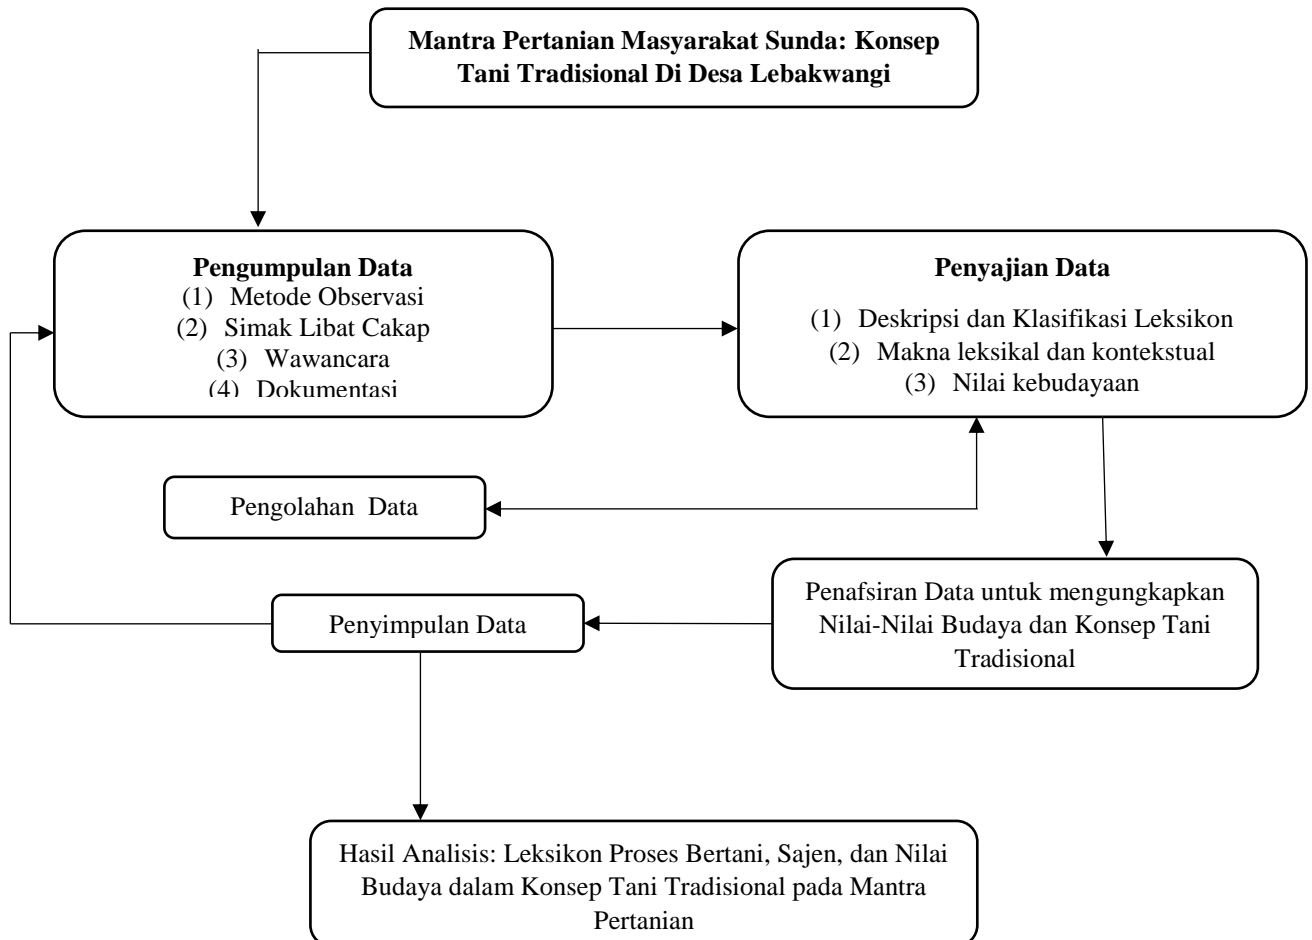 Mantra Pertanian Masyarakat Sunda: Konsep
Tani Tradisional Di Desa Lebakwangi
Pengumpulan Data
(1) Metode Observasi
(2) Simak Libat Cakap
(3) Wawancara
(4) Dokumentasi
Penyajian Data
(1) Deskripsi dan Klasifikasi Leksikon
(2) Makna leksikal dan kontekstual
(3) Nilai kebudayaan
Pengolahan Data
Penafsiran Data untuk mengungkapkan
Nilai-Nilai Budaya dan Konsep Tani
Tradisional
Penyimpulan Data
Hasil Analisis: Leksikon Proses Bertani, Sajen, dan Nilai
Budaya dalam Konsep Tani Tradisional pada Mantra
Pertanian